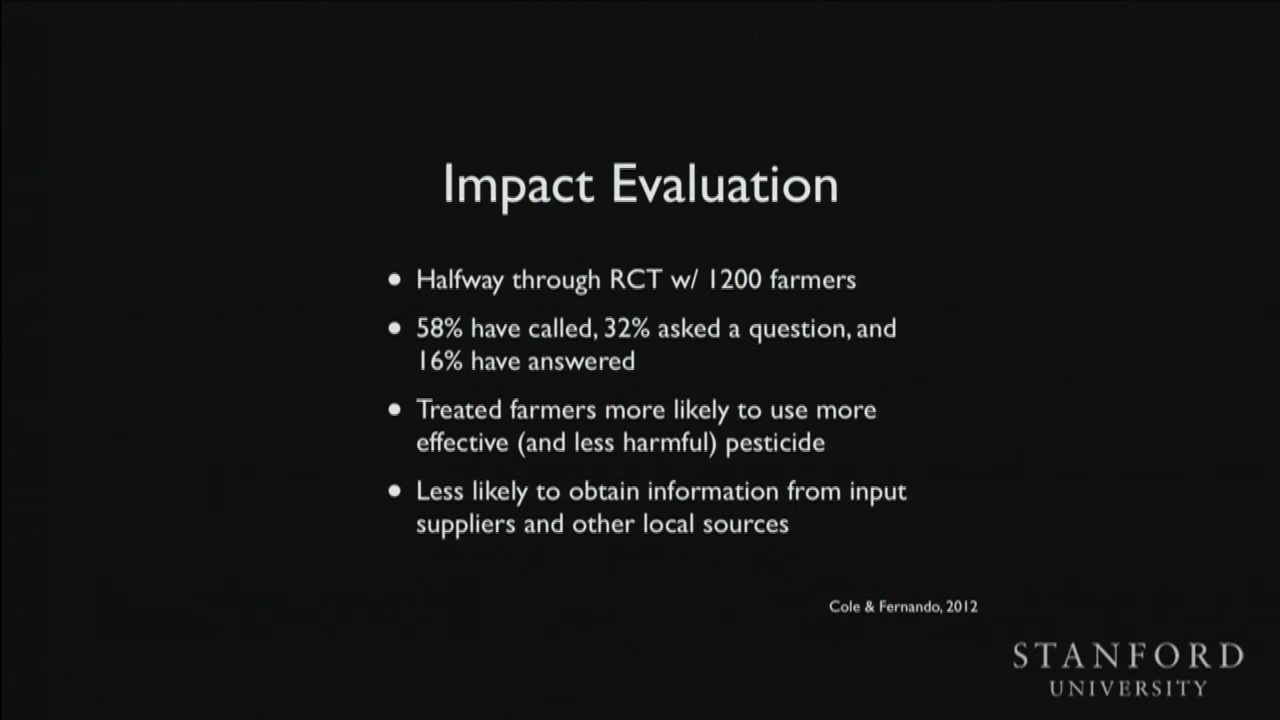 Impact Evaluation
• Halfway through RCT w/ 1200 farmers
• 58% have called, 32% asked a question, and
16% have answered
• Treated farmers more likely to use more
effective (and less harmful) pesticide
• Less likely to obtain information from input
suppliers and other local sources
Cole & Fernando, 2012
STANFORD
UNIVERSITY